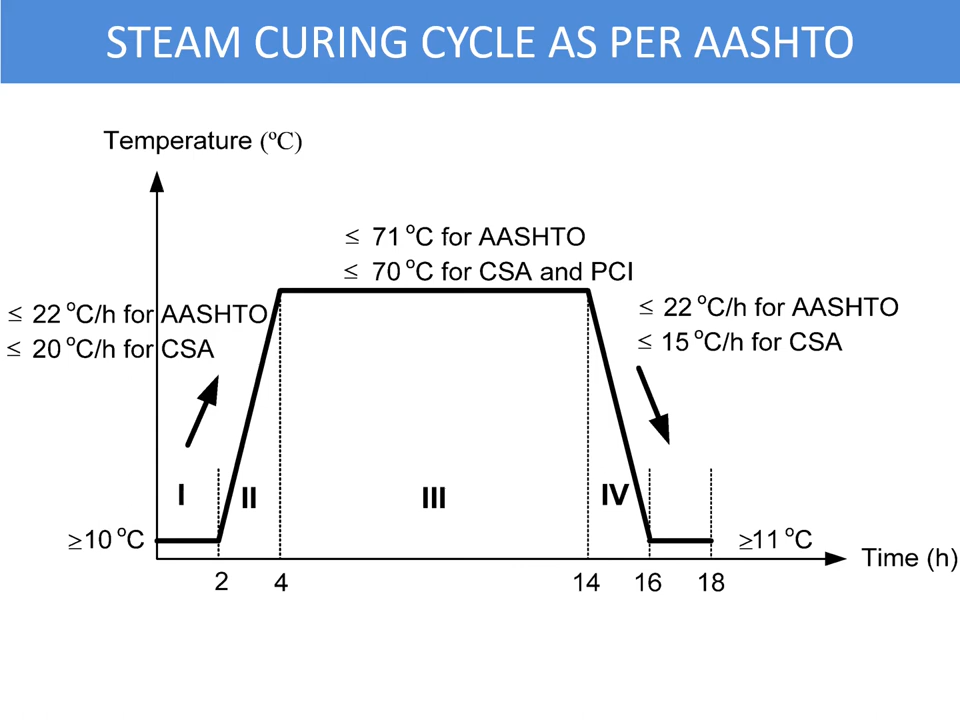 STEAM CURING CYCLE AS PER AASHTO
Temperature (ºC)
≤ 71 ºC for AASHTO
≤ 70 ºC for CSA and PCI
≤ 22 ºC/h for AASHTO
≤ 20 ºC/h for CSA
≤ 22 ºC/h for AASHTO
≤ 15 ºC/h for CSA
I
II
III
IV
≥10 ºC
≥11 ºC
Time (h)
2
4
14
16
18